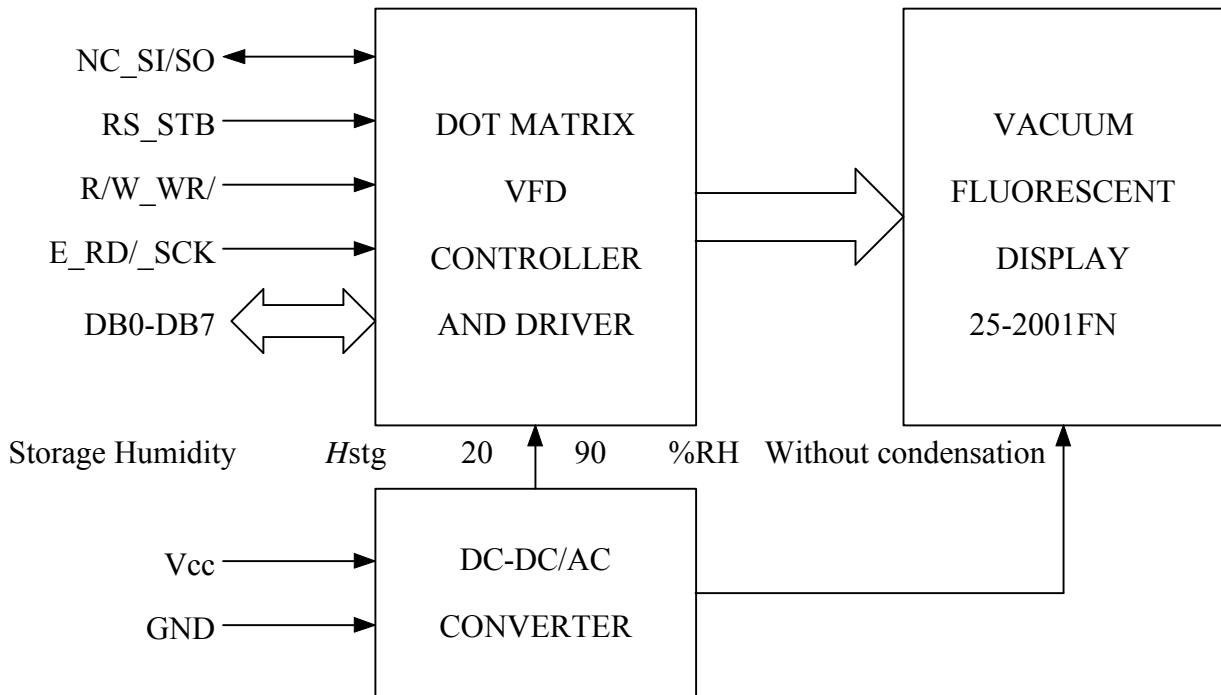 NC_SI/SO
RS_STB
R/W_WR/
E_RD/_SCK
DB0-DB7
DOT MATRIX
VFD
CONTROLLER
AND DRIVER
VACUUM
FLUORESCENT
DISPLAY
25-2001FN
Storage Humidity Hstg 20 90 %RH Without condensation
Vcc
GND
DC-DC/AC
CONVERTER